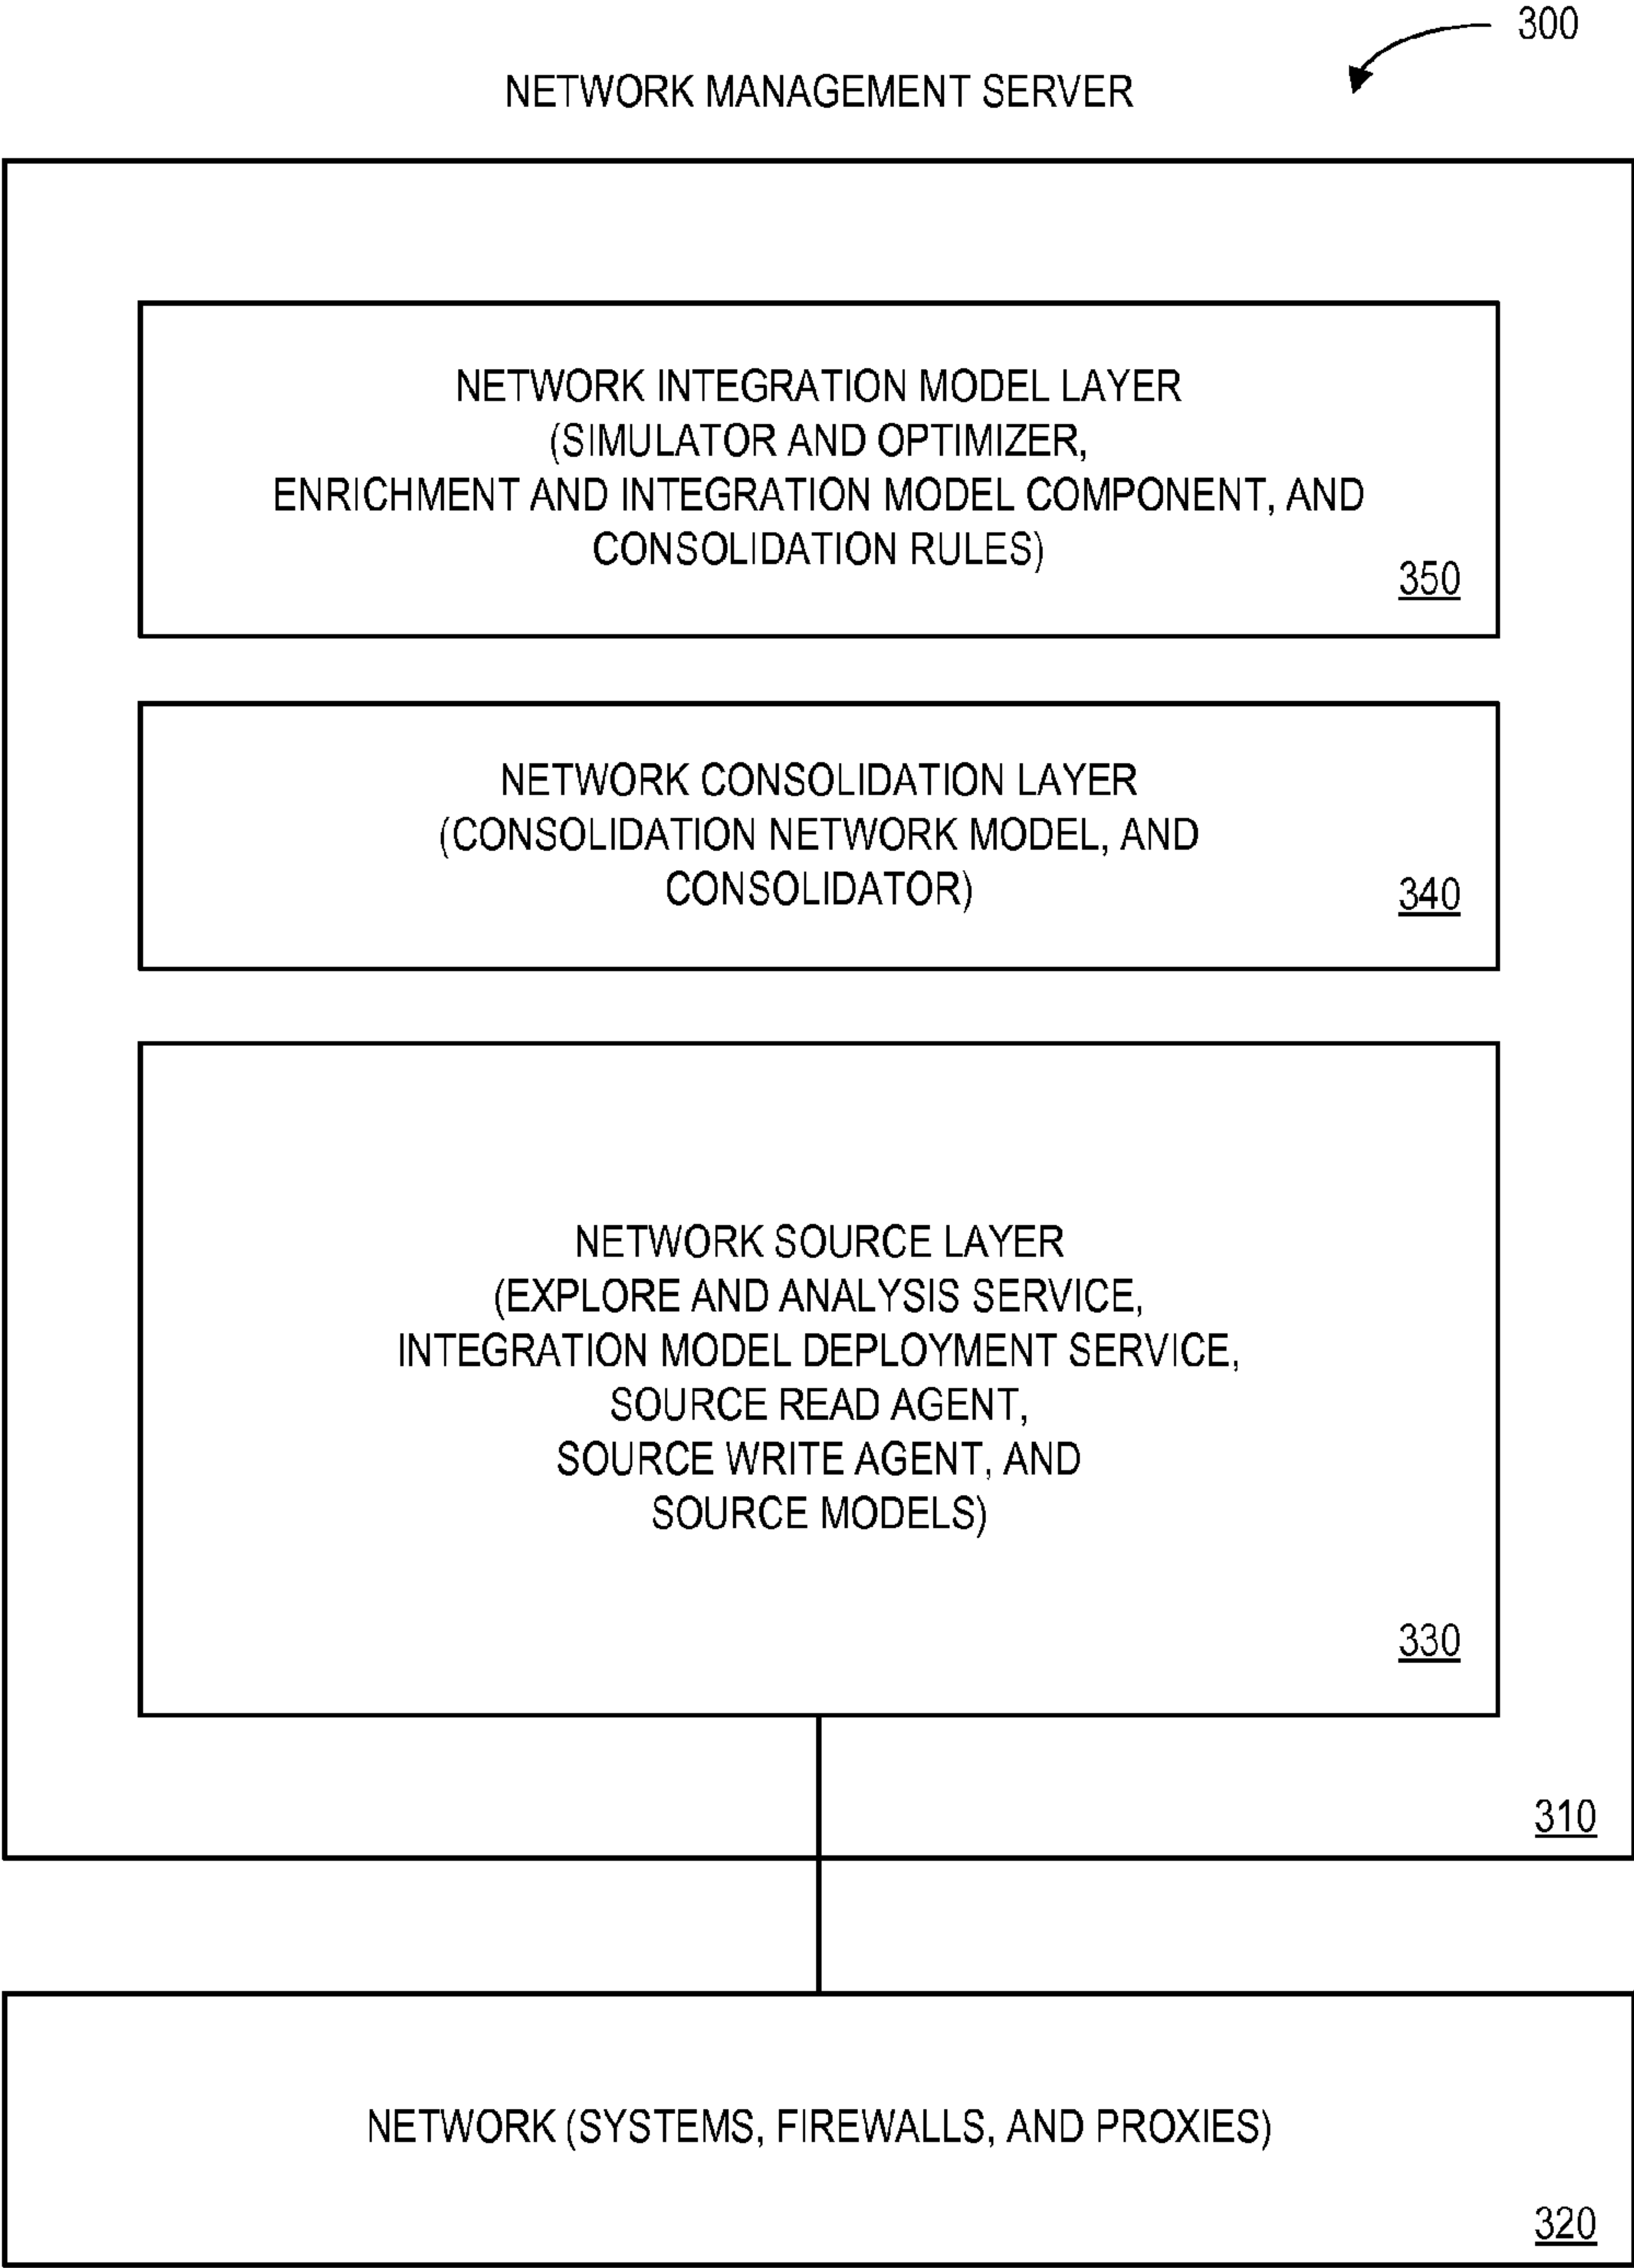 300
NETWORK MANAGEMENT SERVER
NETWORK INTEGRATION MODEL LAYER
(SIMULATOR AND OPTIMIZER,
ENRICHMENT AND INTEGRATION MODEL COMPONENT, AND
CONSOLIDATION RULES)
350
NETWORK CONSOLIDATION LAYER
(CONSOLIDATION NETWORK MODEL, AND
CONSOLIDATOR)
340
NETWORK SOURCE LAYER
(EXPLORE AND ANALYSIS SERVICE,
INTEGRATION MODEL DEPLOYMENT SERVICE,
SOURCE READ AGENT,
SOURCE WRITE AGENT, AND
SOURCE MODELS)
330
310
NETWORK (SYSTEMS, FIREWALLS, AND PROXIES)
320